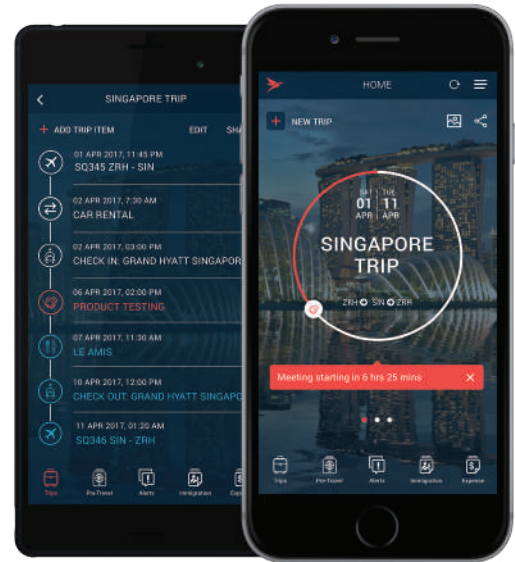 SINGAPORE TRIP
+ ADD TRIP ITEM EDIT SHA
01 APR 2017, 11:45 PM
SQ345 ZRH - SIN
02 APR 2017, 7:30 AM
CAR RENTAL
02 APR 2017, 03:00 PM
CHECK IN: GRAND HYATT SINGAPOR
06 APR 2017, 02:00 PM
PRODUCT TESTING
07 APR 2017, 11:30 AM
LE AMIS
10 APR 2017, 12:00 PM
CHECK OUT: GRAND HYATT SINGAPO
11 APR 2017, 01:20 AM
SQ346 SIN - ZRH
Trips Pre-Travel Alerts Immigration Exp
HOME
+ NEW TRIP
SAT TUE
01 11
APR APR
SINGAPORE
TRIP
ZRH SIN ZRH
Meeting starting in 6 hrs 25 mins
Trips Pre-Travel Alerts Immigration Expense